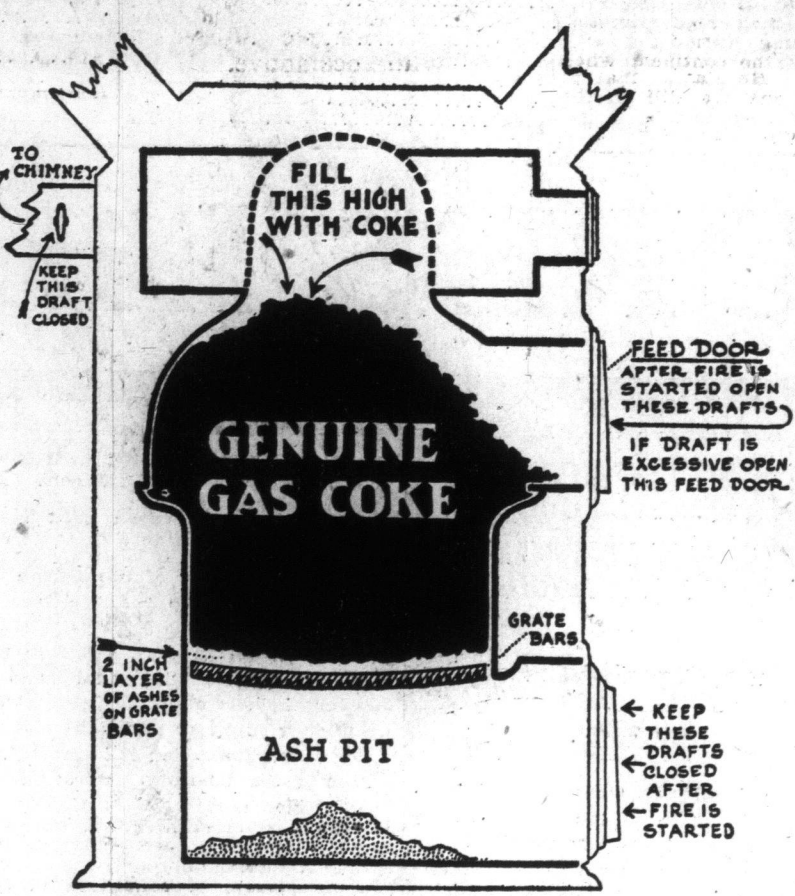 TO
CHIMNEY
FILL
THIS HIGH
WITH COKE
KEEP
THIS
DRAFT
CLOSED
FEED DOOR
AFTER FIRE IS
STARTED OPEN
THESE DRAFTS
IF DRAFT IS
EXCESSIVE OPEN
THIS FEED DOOR
GENUINE
GAS COKE
GRATE
BARS
2 INCH
LAYER
OF ASHES
ON GRATE
BARS
ASH PIT
KEEP
THESE
DRAFTS
CLOSED
AFTER
FIRE IS
STARTED